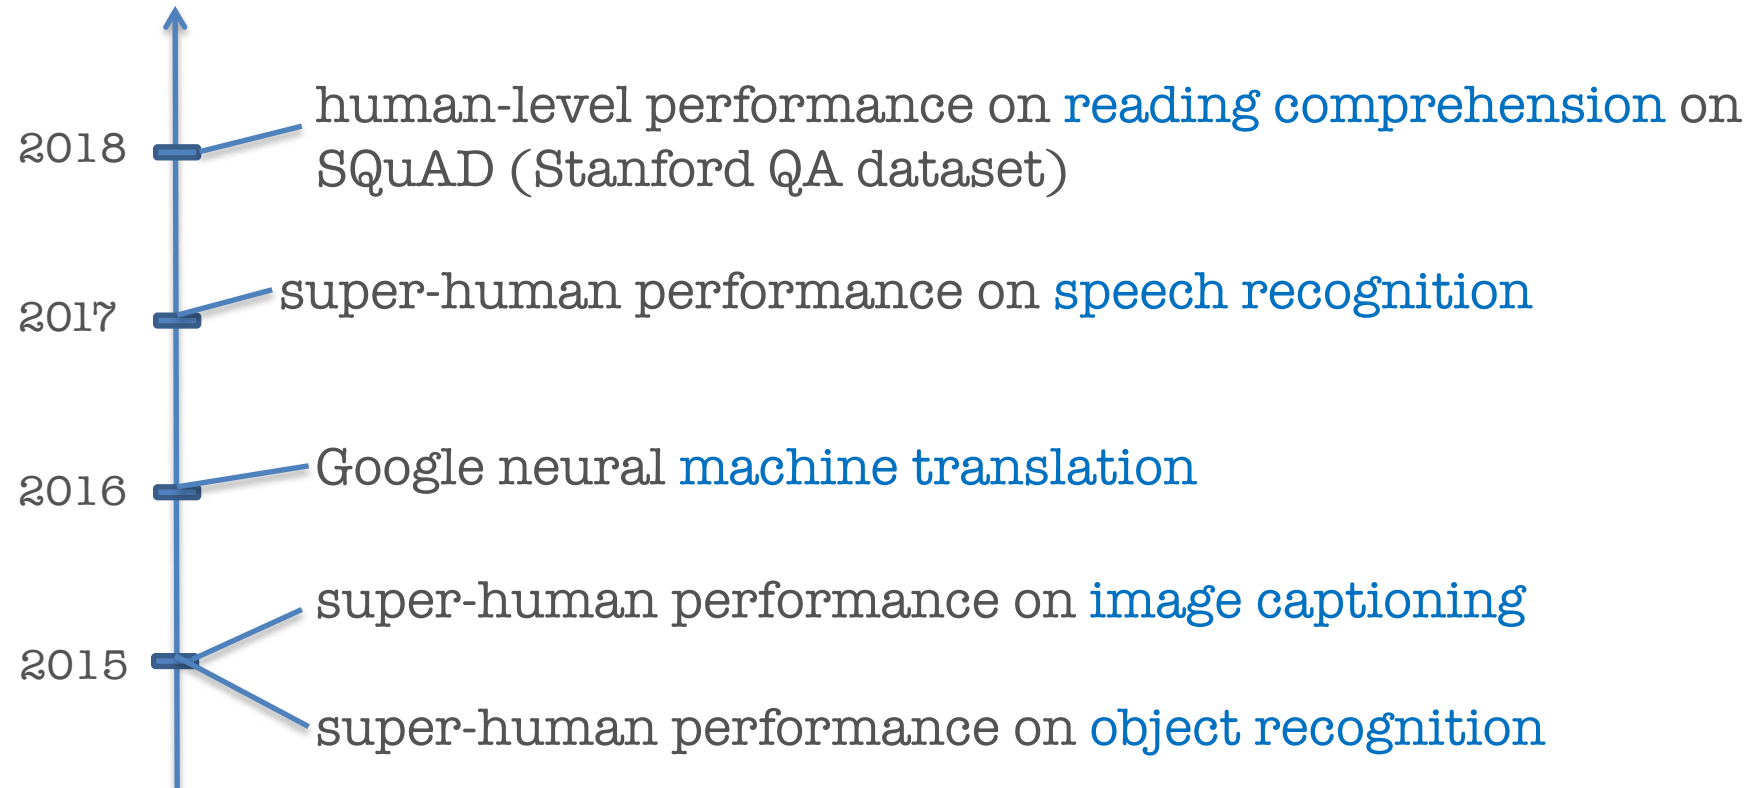 2018
human-level performance on reading comprehension on
SQuAD (Stanford QA dataset)
2017
super-human performance on speech recognition
2016
Google neural machine translation
super-human performance on image captioning
2015
super-human performance on object recognition